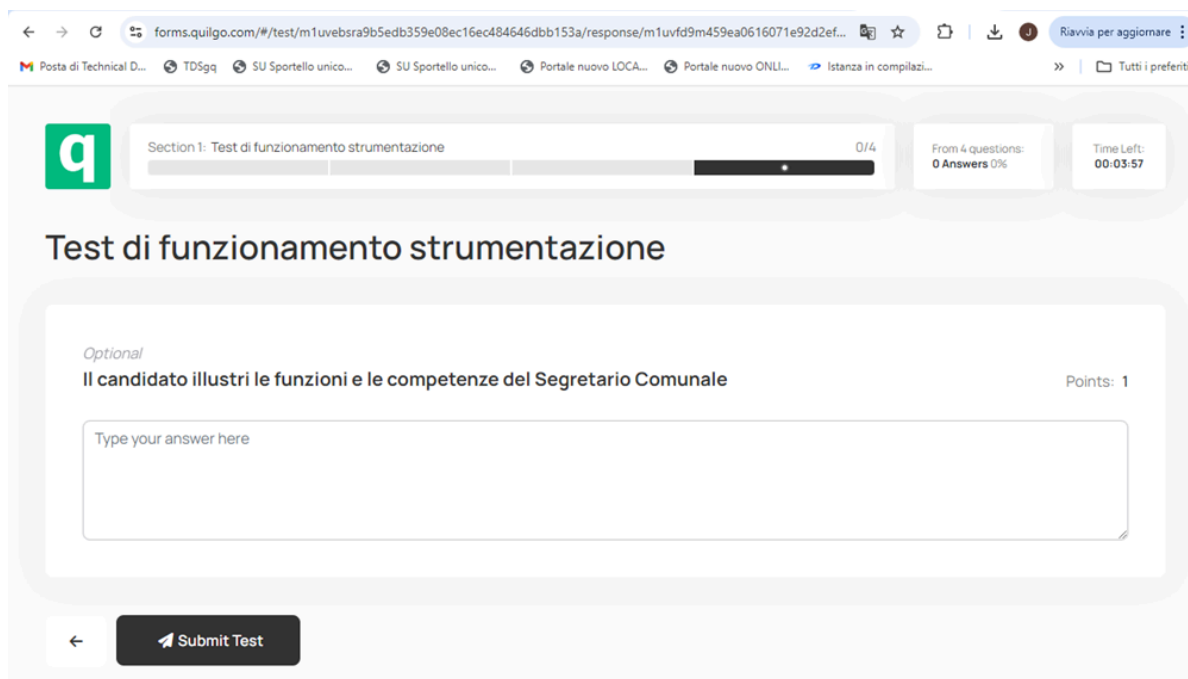 forms.quilgo.com/#/test/m1uvebsra9b5edb359e08ec16ec484646dbb153a/response/m1uvfd9m459ea0616071e92d2ef...
J
Riavvia per aggiornare
Posta di Technical D...
TDSgq
SU Sportello unico...
SU Sportello unico...
Portale nuovo LOCA...
Portale nuovo ONLI...
Istanza in compilazi...
»
Tutti i preferiti
q
Section 1: Test di funzionamento strumentazione
0/4
From 4 questions:
0 Answers 0%
Time Left:
00:03:57
Test di funzionamento strumentazione
Optional
Il candidato illustri le funzioni e le competenze del Segretario Comunale
Points: 1
Type your answer here
Submit Test